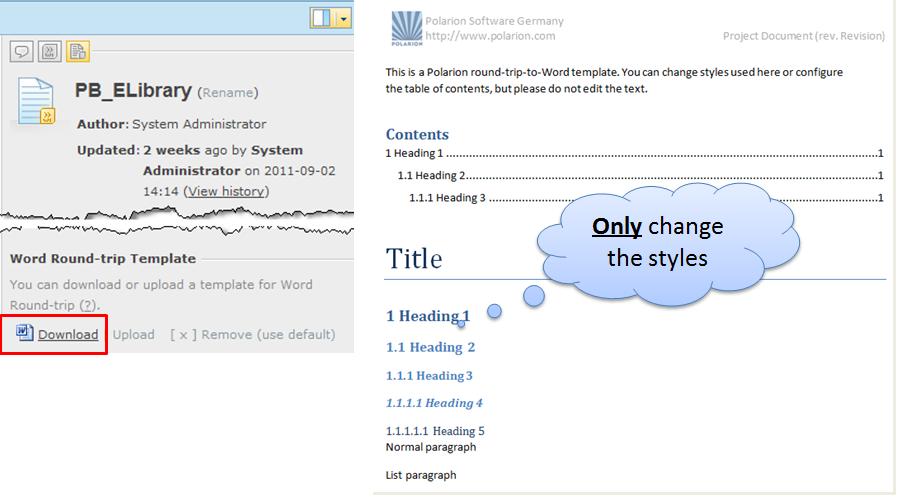 PB_ELibrary (Rename)
Author: System Administrator
Updated: 2 weeks ago by System
Administrator on 2011-09-02
14:14 (View history)
Word Round-trip Template
You can download or upload a template for Word
Round-trip (?).
Download Upload [ x ] Remove (use default)
POLARION
Polarion Software Germany
http://www.polarion.com
Project Document (rev. Revision)
This is a Polarion round-trip-to-Word template. You can change styles used here or configure
the table of contents, but please do not edit the text.
Contents
1 Heading 1 ........................................ 1
1.1 Heading 2 ........................................ 1
1.1.1 Heading 3 ........................................ 1
Only change
the styles
Title
1 Heading 1
1.1 Heading 2
1.1.1 Heading 3
1.1.1.1 Heading 4
1.1.1.1.1 Heading 5
Normal paragraph
List paragraph